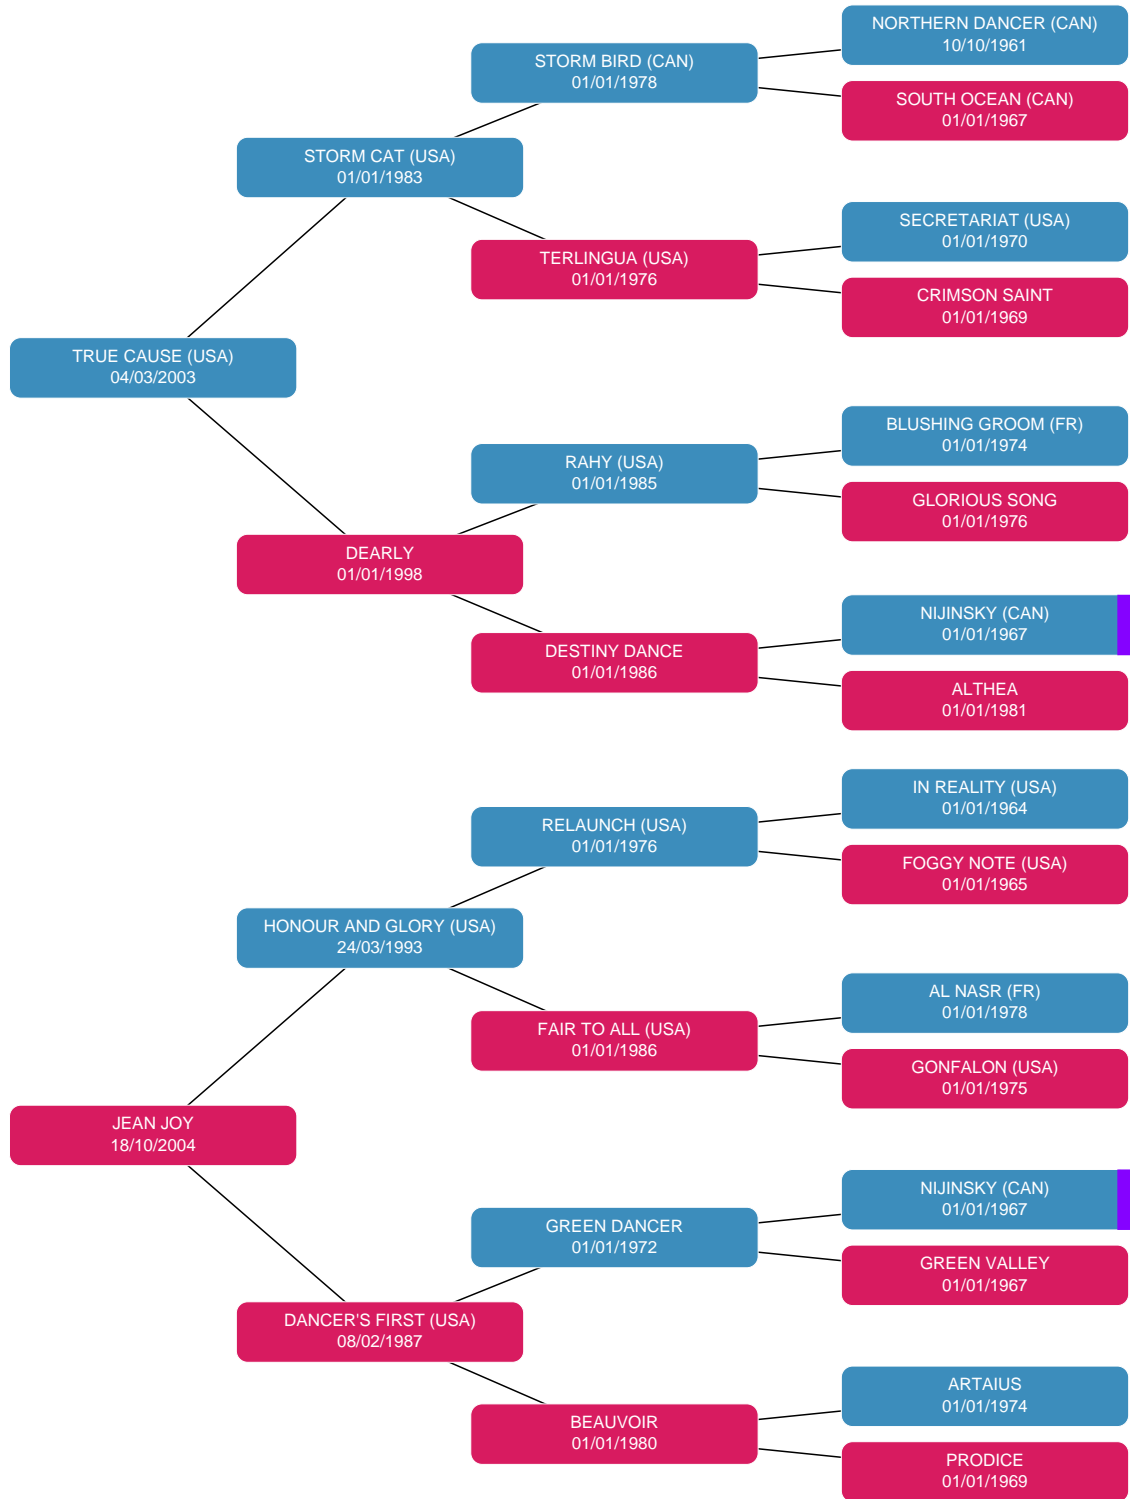 NORTHERN DANCER (CAN)
10/10/1961
STORM BIRD (CAN)
01/01/1978
SOUTH OCEAN (CAN)
01/01/1967
STORM CAT (USA)
01/01/1983
SECRETARIAT (USA)
01/01/1970
TERLINGUA (USA)
01/01/1976
CRIMSON SAINT
01/01/1969
TRUE CAUSE (USA)
04/03/2003
BLUSHING GROOM (FR)
01/01/1974
RAHY (USA)
01/01/1985
GLORIOUS SONG
01/01/1976
DEARLY
01/01/1998
NIJINSKY (CAN)
01/01/1967
DESTINY DANCE
01/01/1986
ALTHEA
01/01/1981
IN REALITY (USA)
01/01/1964
RELAUNCH (USA)
01/01/1976
FOGGY NOTE (USA)
01/01/1965
HONOUR AND GLORY (USA)
24/03/1993
AL NASR (FR)
01/01/1978
FAIR TO ALL (USA)
01/01/1986
GONFALON (USA)
01/01/1975
JEAN JOY
18/10/2004
NIJINSKY (CAN)
01/01/1967
GREEN DANCER
01/01/1972
GREEN VALLEY
01/01/1967
DANCER'S FIRST (USA)
08/02/1987
ARTAIUS
01/01/1974
BEAUVOIR
01/01/1980
PRODICE
01/01/1969